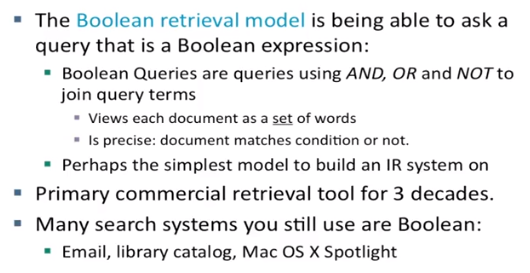 The Boolean retrieval model is being able to ask a
query that is a Boolean expression:
Boolean Queries are queries using AND, OR and NOT to
join query terms
Views each document as a set of words
Is precise: document matches condition or not.
Perhaps the simplest model to build an IR system on
Primary commercial retrieval tool for 3 decades.
Many search systems you still use are Boolean:
Email, library catalog, Mac OS X Spotlight